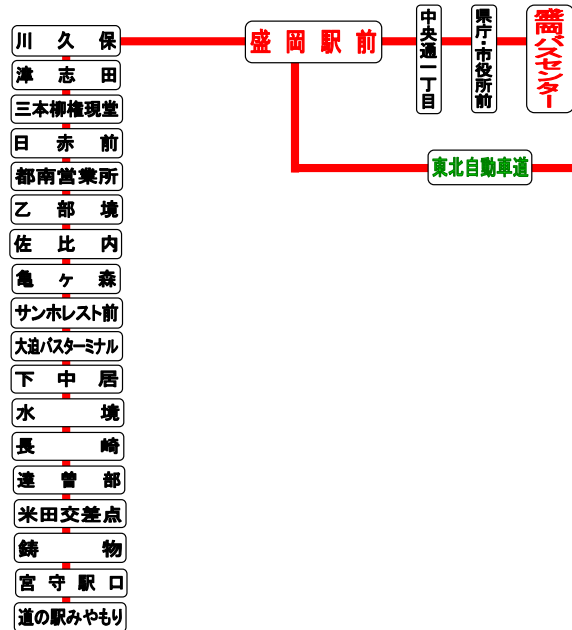 川久保
盛岡駅前
中央通一丁目
県庁・市役所前
盛岡バスセンター
津志田
三本柳権現堂
日赤前
都南営業所
東北自動車道
乙部境
佐比内
亀ヶ森
サンホレスト前
大迫バスターミナル
下中居
水境
長崎
達曽部
米田交差点
鋳物
宮守駅口
道の駅みやもり